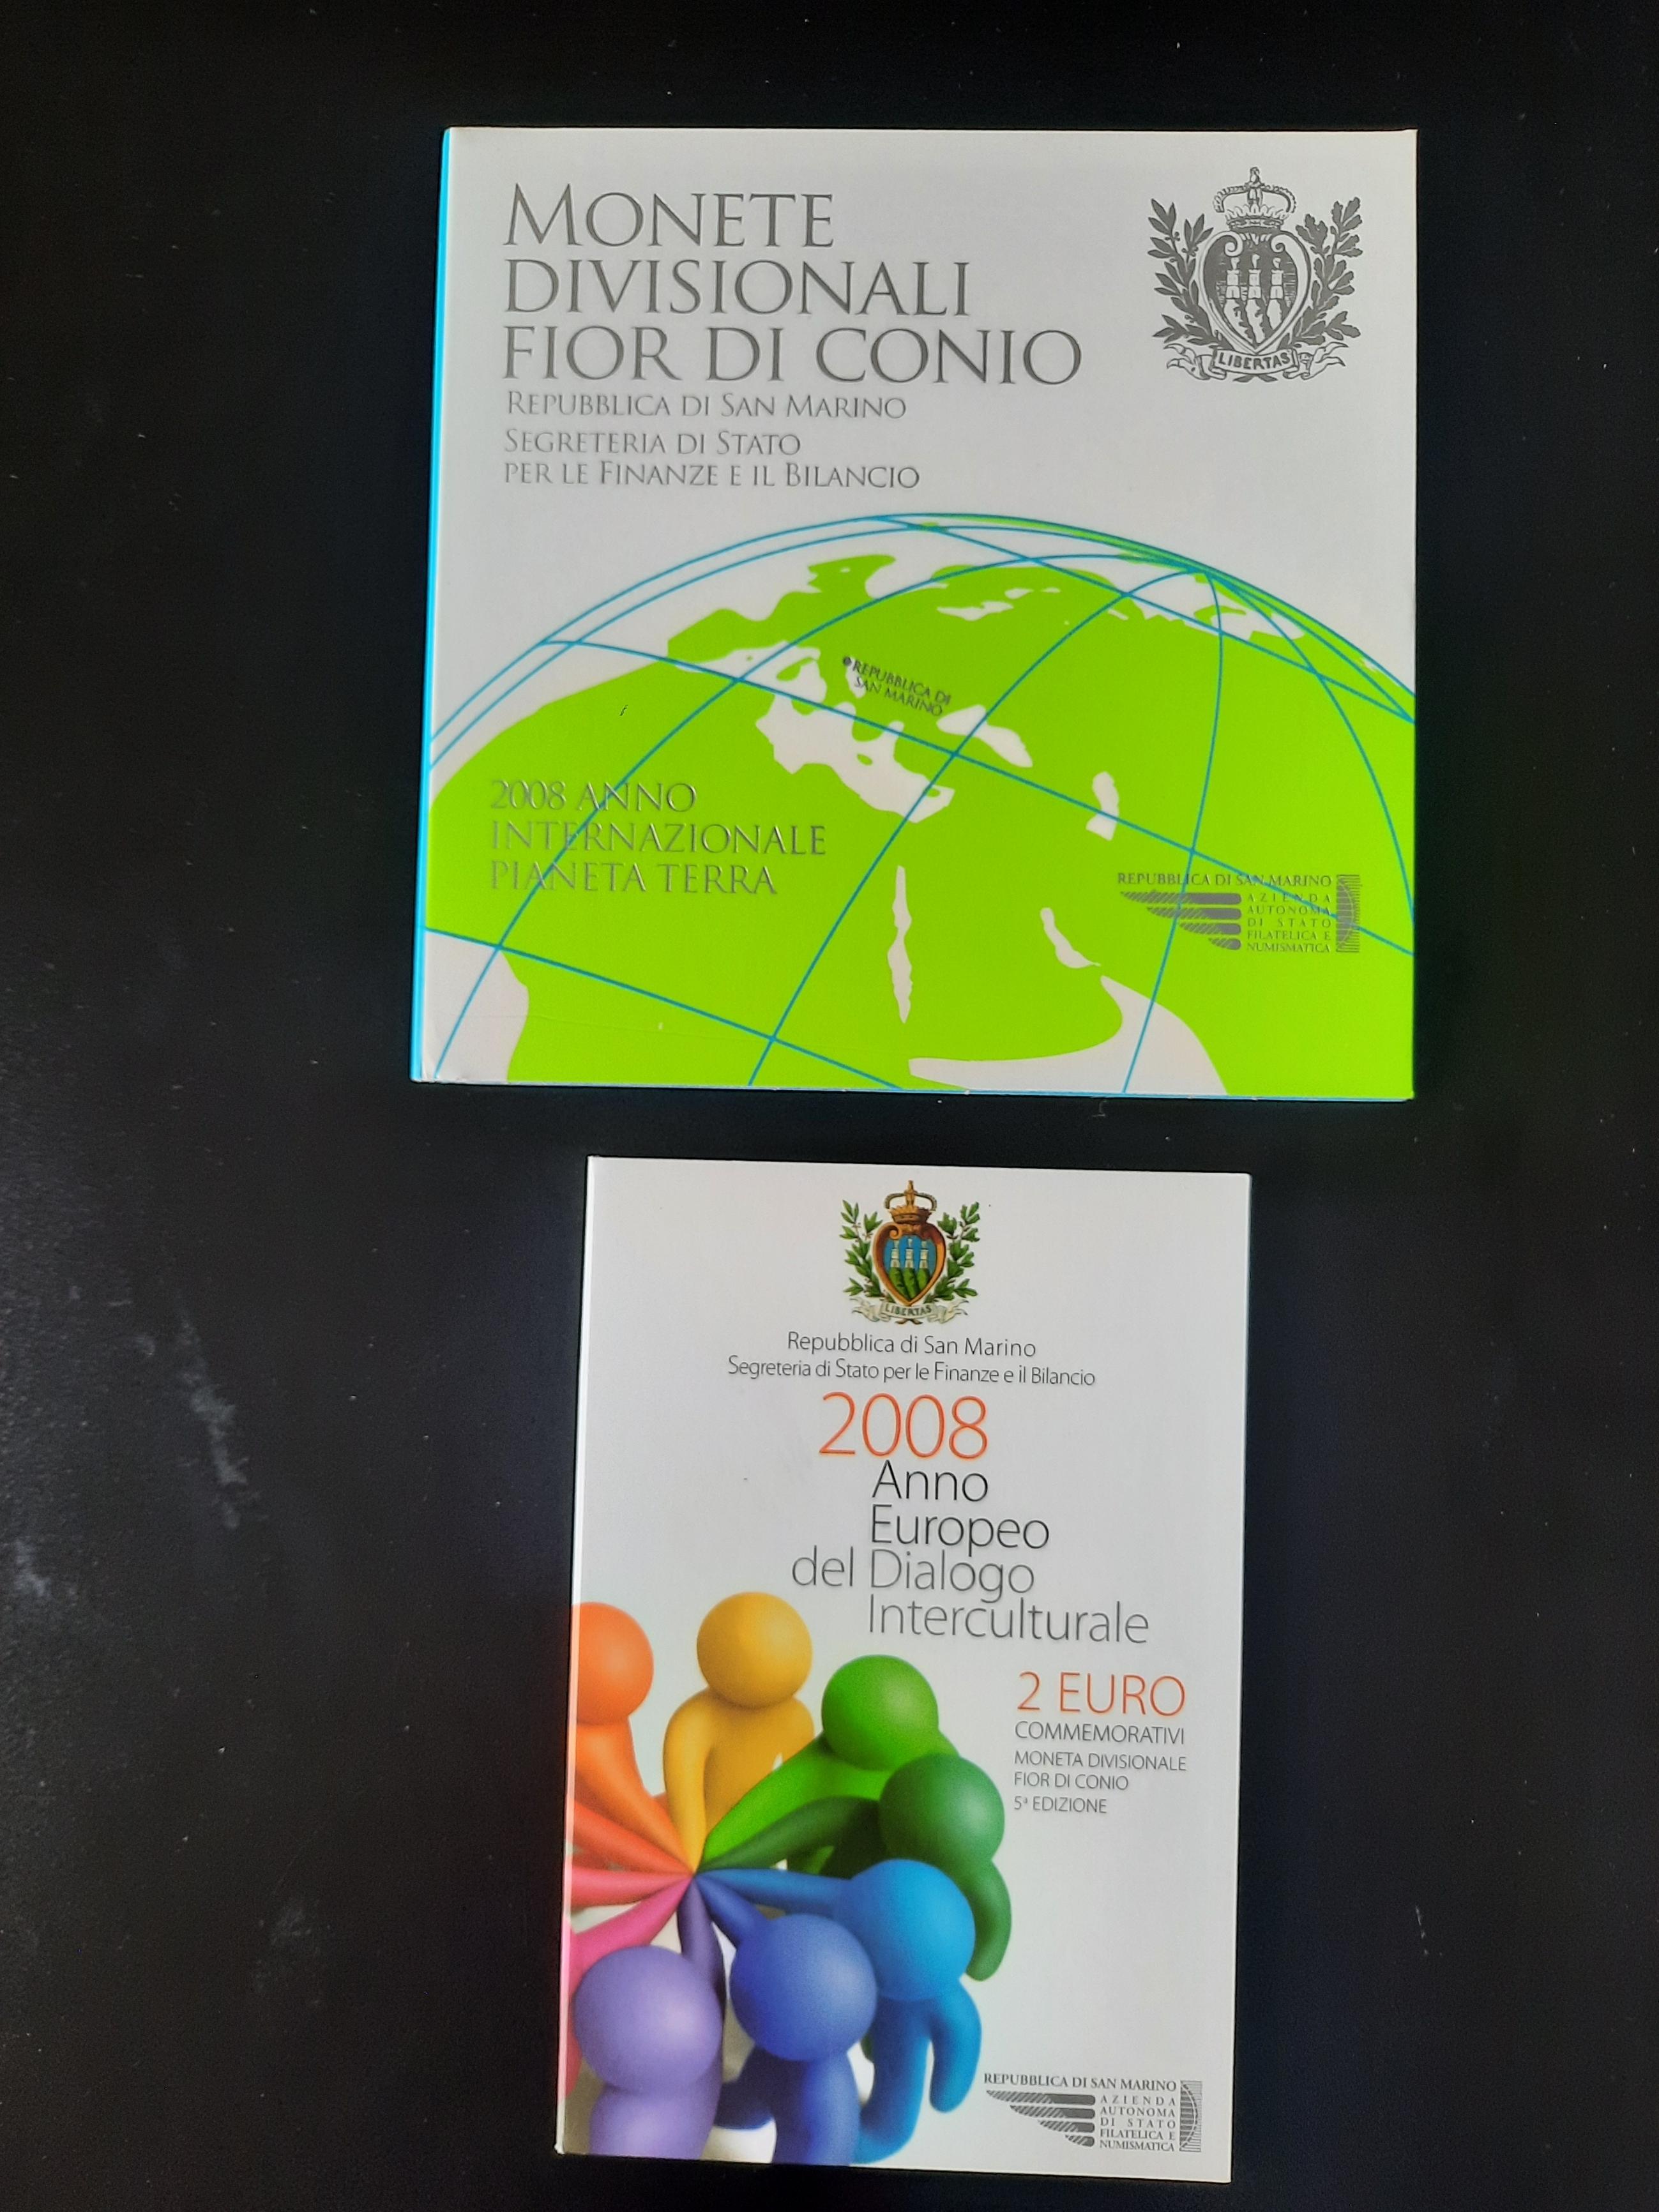 MONETE
DIVISIONALI
FIOR DI CONIO
REPUBBLICA DI SAN MARINO
SEGRETERIA DI STATO
PER LE FINANZE E IL BILANCIO
LIBERTAS
REPUBBLICA DI
SAN MARINO
2008 ANNO
INTERNAZIONALE
PIANETA TERRA
REPUBBLICA DI SAN MARINO
AZIENDA
AUTONOMA
DI STATO
FILATELICA E
NUMISMATICA
LIBERTAS
Repubblica di San Marino
Segreteria di Stato per le Finanze e il Bilancio
2008
Anno
Europeo
del Dialogo
Interculturale
2 EURO
COMMEMORATIVI
MONETA DIVISIONALE
FIOR DI CONIO
5ª EDIZIONE
REPUBBLICA DI SAN MARINO
AZIENDA
AUTONOMA
DI STATO
FILATELICA E
NUMISMATICA